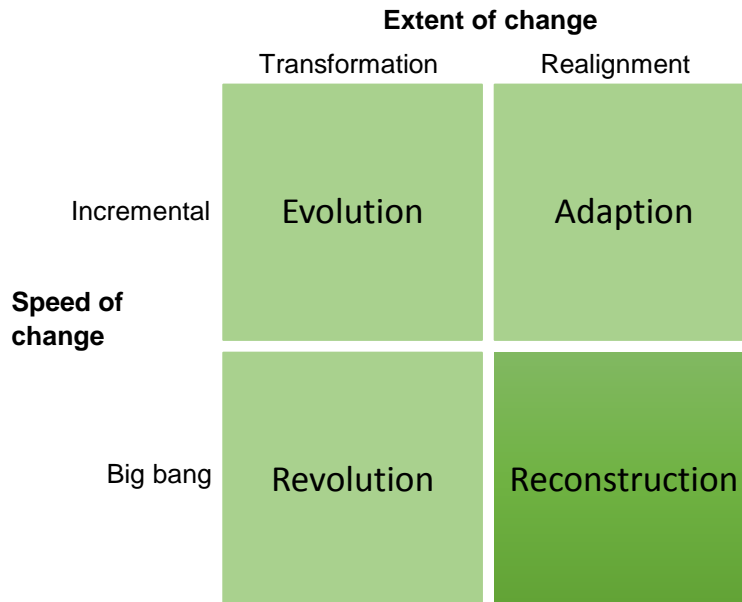 Extent of change
Transformation Realignment
Incremental Evolution Adaption
Speed of
change
Big bang Revolution Reconstruction